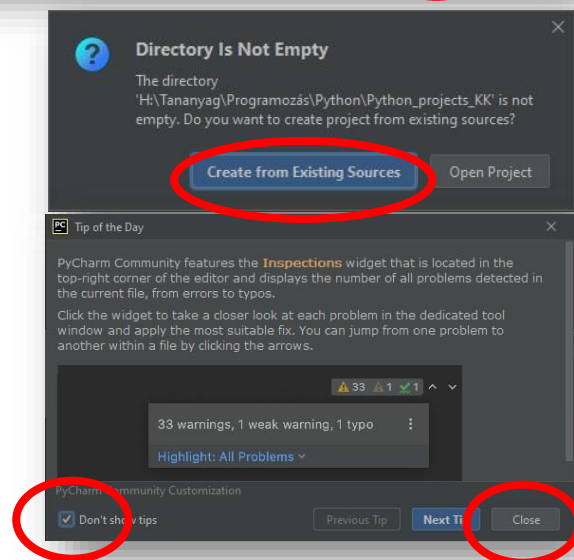 Directory Is Not Empty
The directory
'H:\Tananyag\Programozás\Python\Python_projects_KK' is not
empty. Do you want to create project from existing sources?
Create from Existing Sources
Open Project
PC Tip of the Day
PyCharm Community features the Inspections widget that is located in the
top-right corner of the editor and displays the number of all problems detected in
the current file, from errors to typos.
Click the widget to take a closer look at each problem in the dedicated tool
window and apply the most suitable fix. You can jump from one problem to
another within a file by clicking the arrows.
33 1 1
33 warnings, 1 weak warning, 1 typo
Highlight: All Problems
PyCharm Community Customization
Don't show tips
Previous Tip
Next Tip
Close